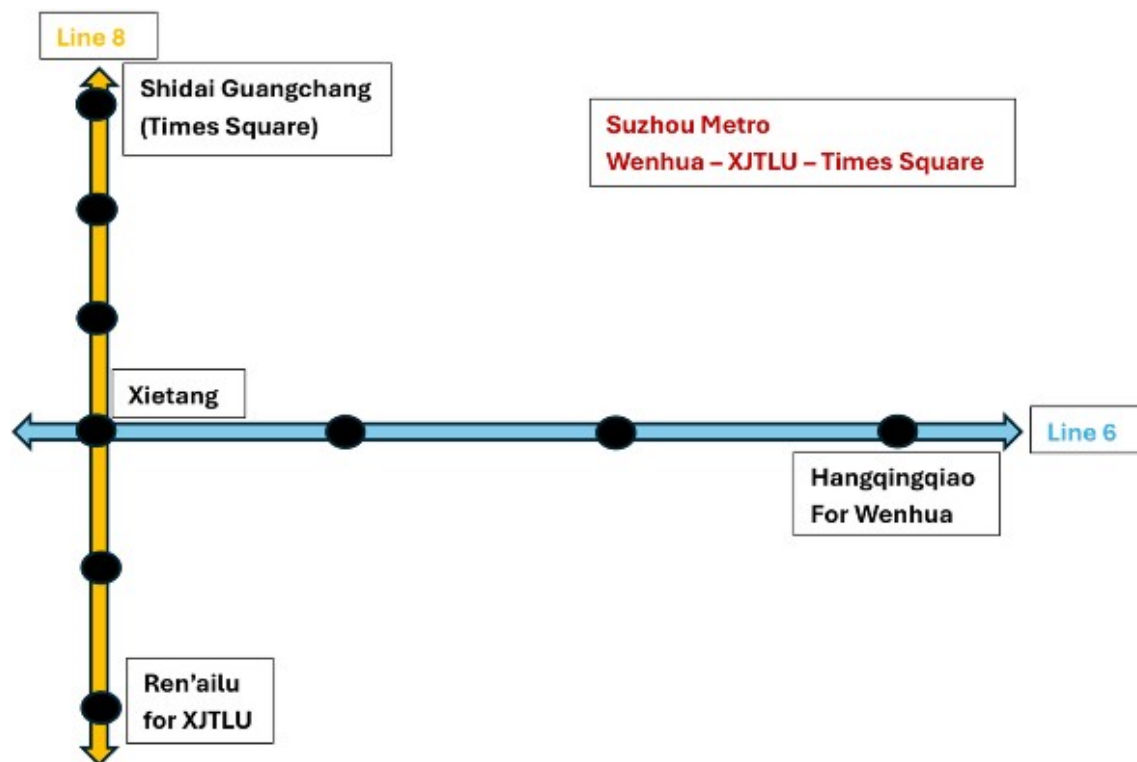 Line 8
Shidai Guangchang
(Times Square)
Suzhou Metro
Wenhua – XJTLU – Times Square
Xietang
Line 6
Hangqingqiao
For Wenhua
Ren’ailu
for XJTLU